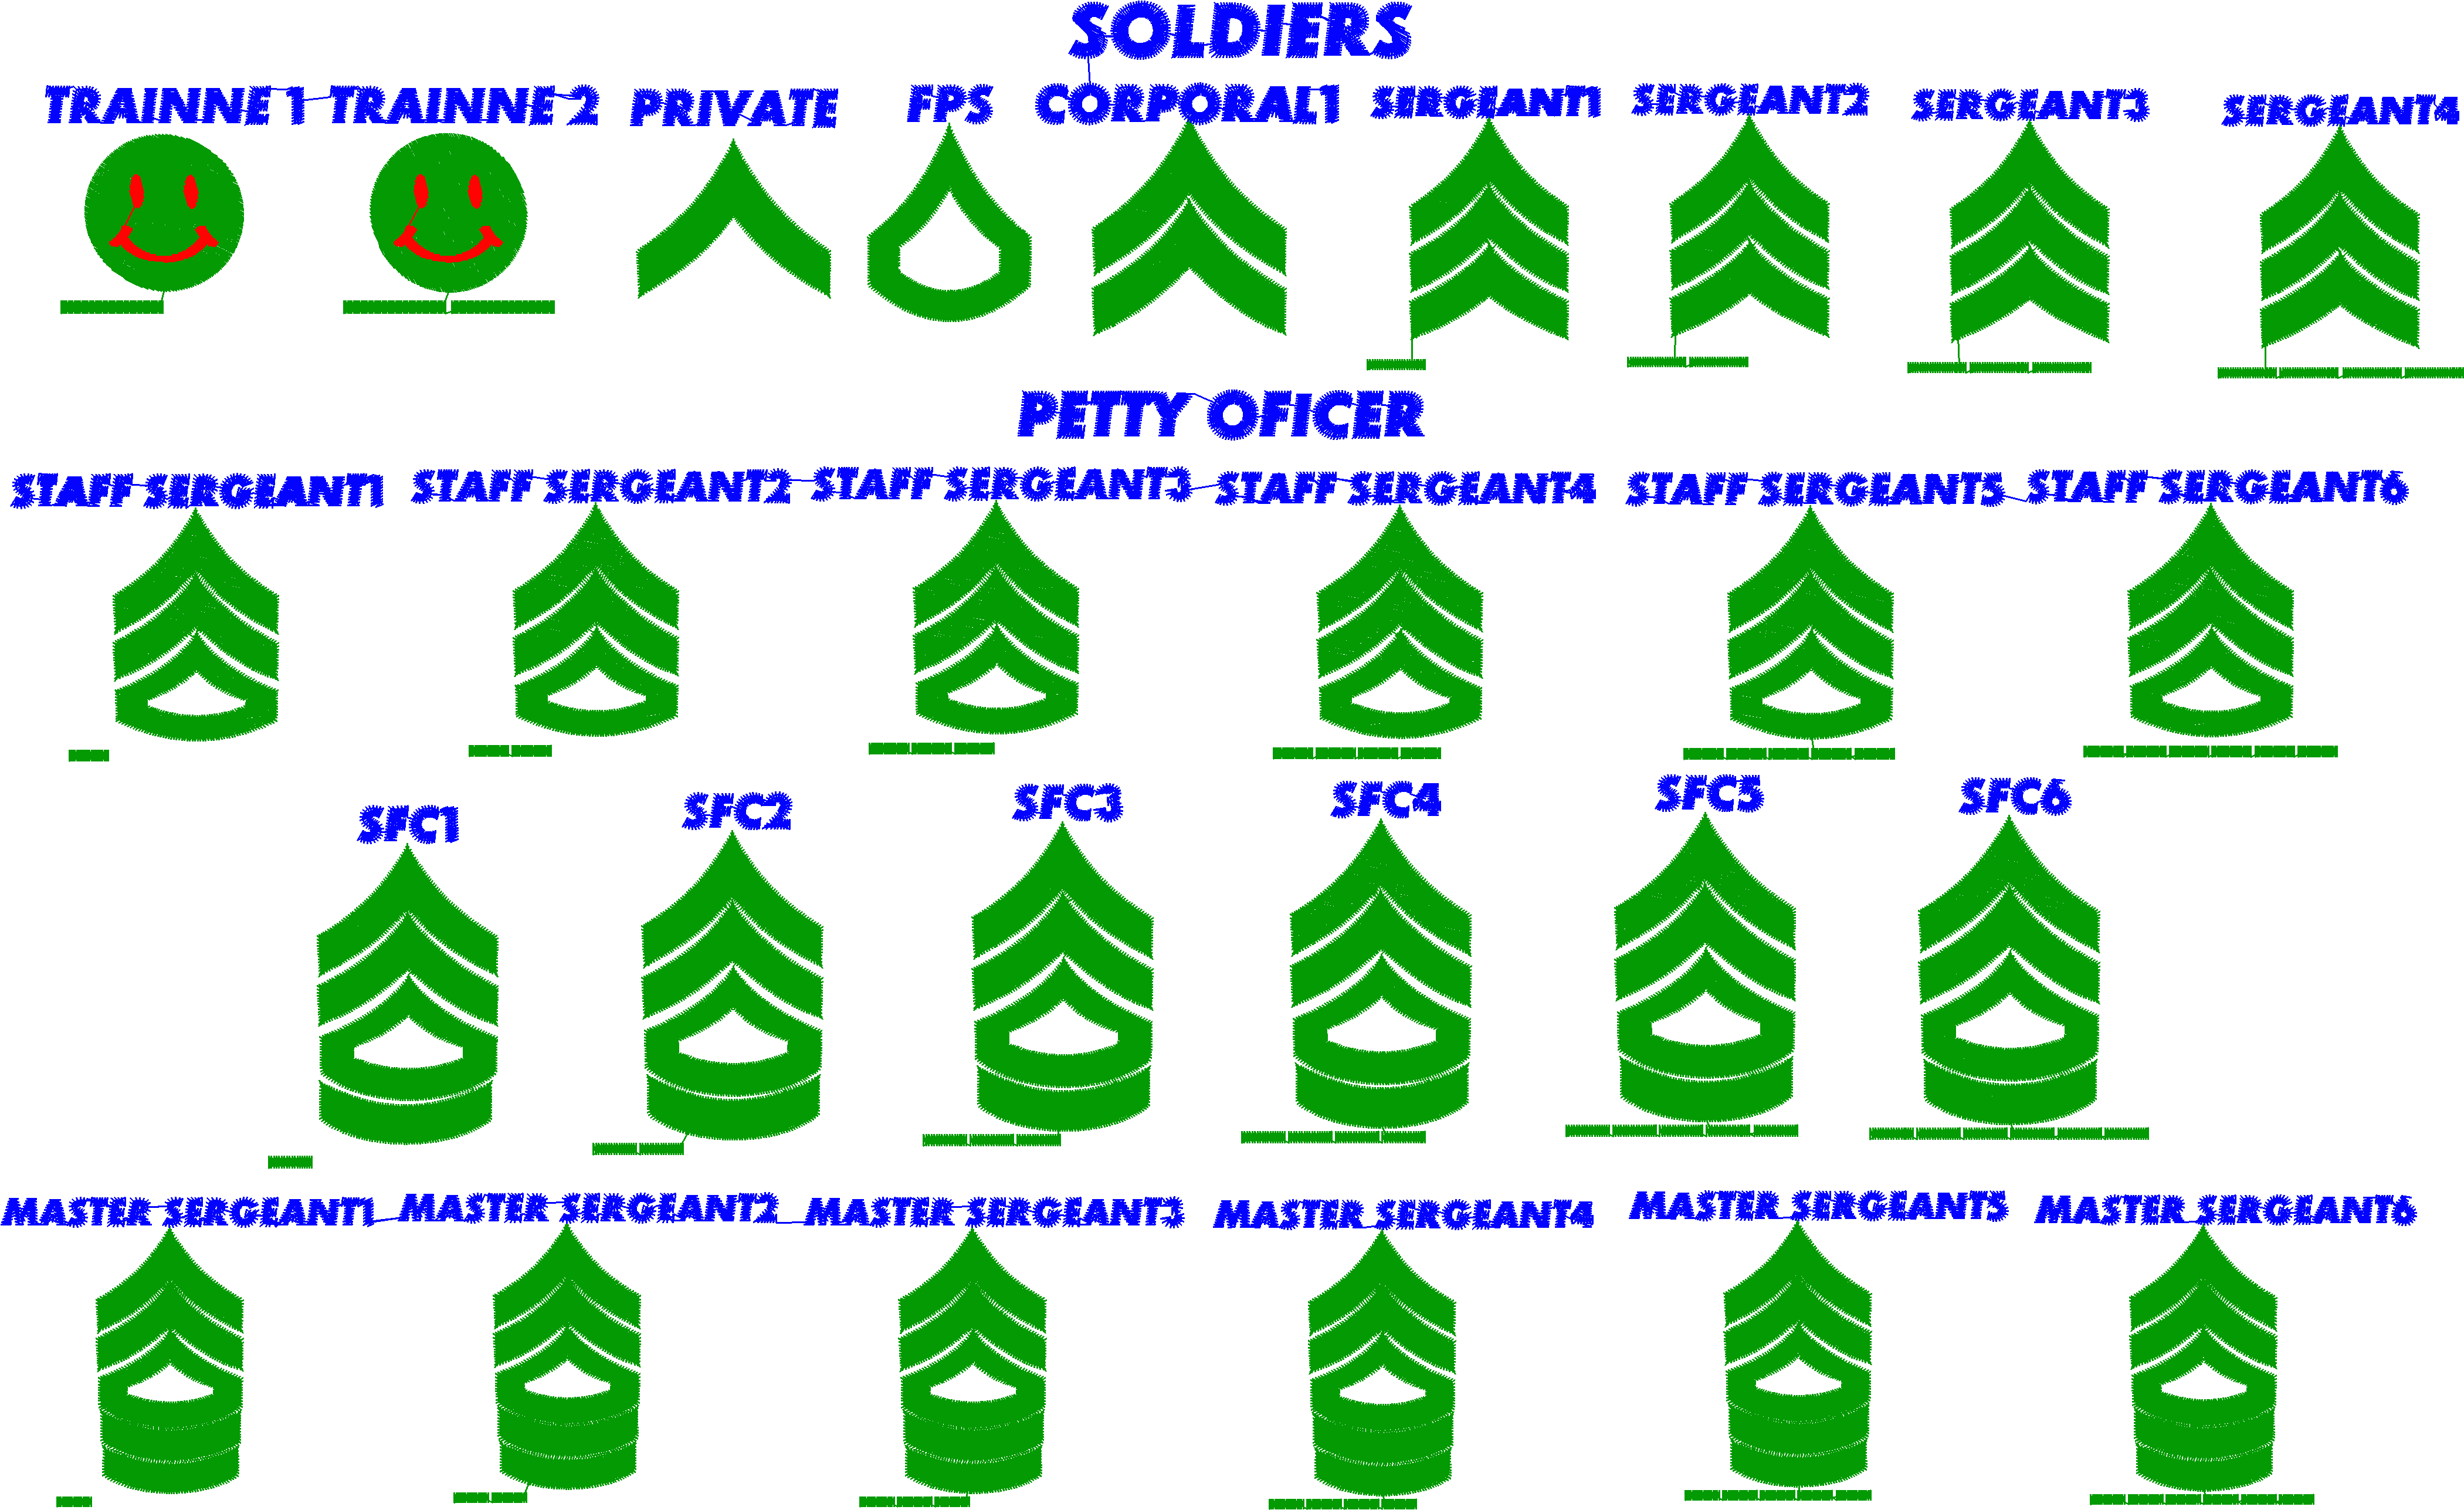 SOLDIERS
TRAINNE 1 TRAINNE 2 PRIVATE FPS CORPORAL1 SERGEANT1 SERGEANT2 SERGEANT3 SERGEANT4
PETTY OFICER
STAFF SERGEANT1 STAFF SERGEANT2 STAFF SERGEANT3 STAFF SERGEANT4 STAFF SERGEANT5 STAFF SERGEANT6
SFC1 SFC2 SFC3 SFC4 SFC5 SFC6
MASTER SERGEANT1 MASTER SERGEANT2 MASTER SERGEANT3 MASTER SERGEANT4 MASTER SERGEANT5 MASTER SERGEANT6